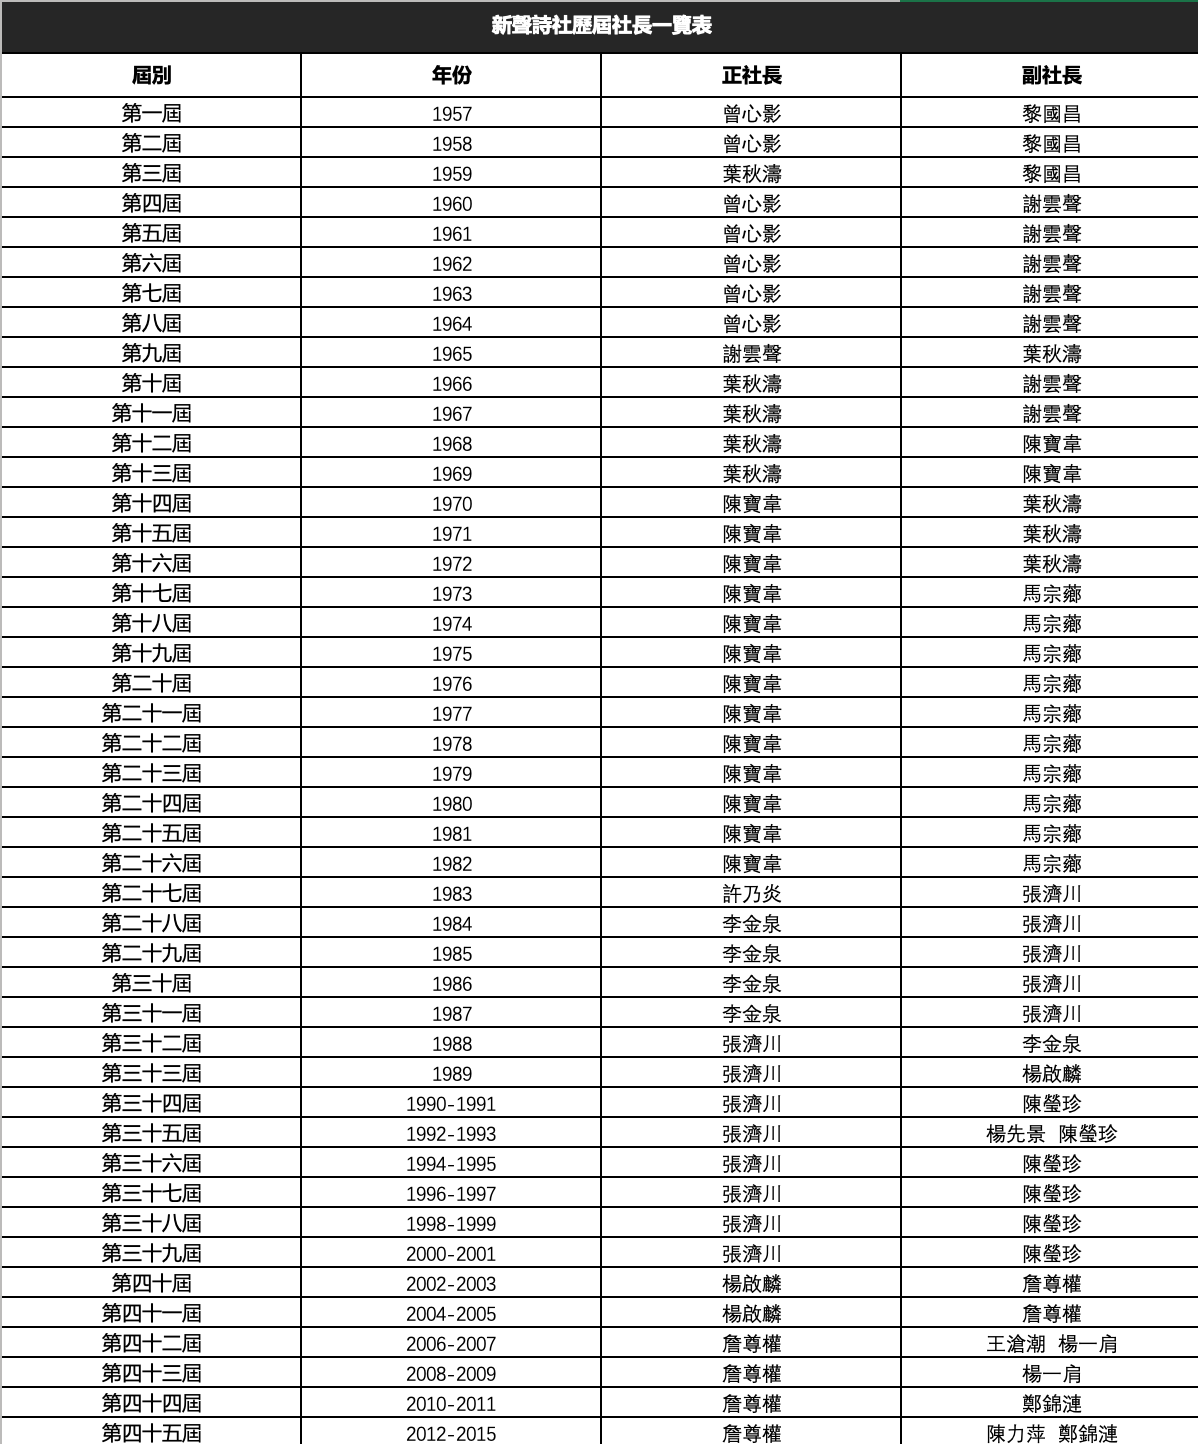 新聲詩社歷屆社長一覽表
屆別 年份 正社長 副社長
第一屆 1957 曾心影 黎國昌
第二屆 1958 曾心影 黎國昌
第三屆 1959 葉秋濤 黎國昌
第四屆 1960 曾心影 謝雲聲
第五屆 1961 曾心影 謝雲聲
第六屆 1962 曾心影 謝雲聲
第七屆 1963 曾心影 謝雲聲
第八屆 1964 曾心影 謝雲聲
第九屆 1965 謝雲聲 葉秋濤
第十屆 1966 葉秋濤 謝雲聲
第十一屆 1967 葉秋濤 謝雲聲
第十二屆 1968 葉秋濤 陳寶韋
第十三屆 1969 葉秋濤 陳寶韋
第十四屆 1970 陳寶韋 葉秋濤
第十五屆 1971 陳寶韋 葉秋濤
第十六屆 1972 陳寶韋 葉秋濤
第十七屆 1973 陳寶韋 馬宗薌
第十八屆 1974 陳寶韋 馬宗薌
第十九屆 1975 陳寶韋 馬宗薌
第二十屆 1976 陳寶韋 馬宗薌
第二十一屆 1977 陳寶韋 馬宗薌
第二十二屆 1978 陳寶韋 馬宗薌
第二十三屆 1979 陳寶韋 馬宗薌
第二十四屆 1980 陳寶韋 馬宗薌
第二十五屆 1981 陳寶韋 馬宗薌
第二十六屆 1982 陳寶韋 馬宗薌
第二十七屆 1983 許乃炎 張濟川
第二十八屆 1984 李金泉 張濟川
第二十九屆 1985 李金泉 張濟川
第三十屆 1986 李金泉 張濟川
第三十一屆 1987 李金泉 張濟川
第三十二屆 1988 張濟川 李金泉
第三十三屆 1989 張濟川 楊啟麟
第三十四屆 1990-1991 張濟川 陳瑩珍
第三十五屆 1992-1993 張濟川 楊先景 陳瑩珍
第三十六屆 1994-1995 張濟川 陳瑩珍
第三十七屆 1996-1997 張濟川 陳瑩珍
第三十八屆 1998-1999 張濟川 陳瑩珍
第三十九屆 2000-2001 張濟川 陳瑩珍
第四十屆 2002-2003 楊啟麟 詹尊權
第四十一屆 2004-2005 楊啟麟 詹尊權
第四十二屆 2006-2007 詹尊權 王滄潮 楊一肩
第四十三屆 2008-2009 詹尊權 楊一肩
第四十四屆 2010-2011 詹尊權 鄭錦漣
第四十五屆 2012-2015 詹尊權 陳力萍 鄭錦漣